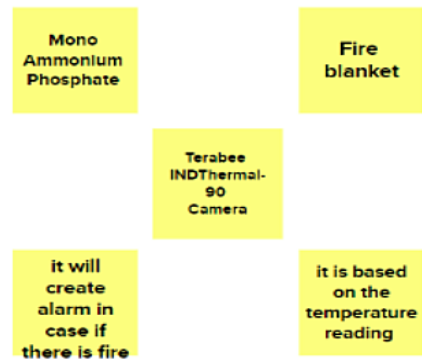 Mono
Ammonium
Phosphate
Fire
blanket
Terabee
INDThermal-
90
Camera
it will
create
alarm in
case if
there is fire
it is based
on the
temperature
reading